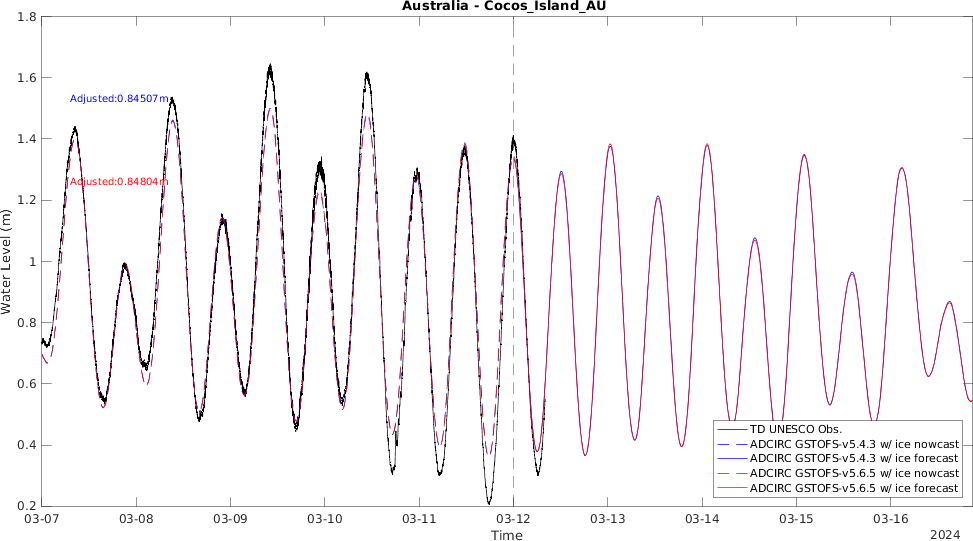 Australia - Cocos_Island_AU
1.8
1.6
1.4
1.2
1
0.8
0.6
0.4
0.2
Water Level (m)
Adjusted:0.84507m
Adjusted:0.84804m
TD UNESCO Obs.
ADCIRC GSTOFS-v5.4.3 w/ ice nowcast
ADCIRC GSTOFS-v5.4.3 w/ ice forecast
ADCIRC GSTOFS-v5.6.5 w/ ice nowcast
ADCIRC GSTOFS-v5.6.5 w/ ice forecast
03-07 03-08 03-09 03-10 03-11 03-12 03-13 03-14 03-15 03-16
Time
2024